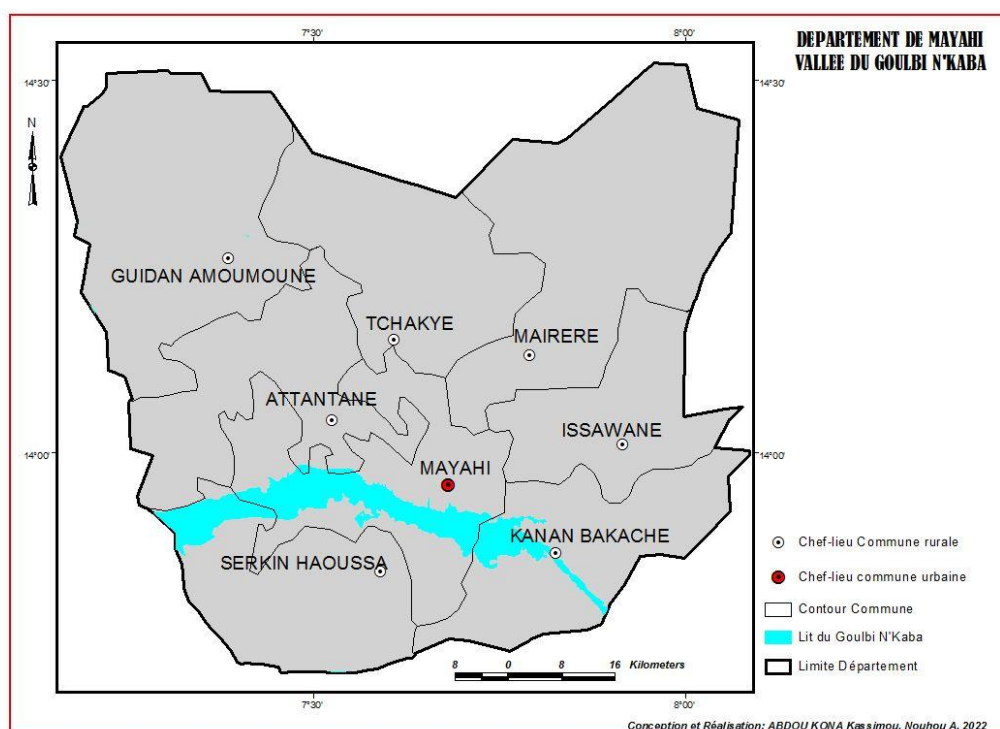 DEPARTEMENT DE MAYAHI
VALLEE DU GOULBI N'KABA
7°30'
8°00'
14°30'
14°30'
N
GUIDAN AMOUMOUNE
TCHAKYE
MAIRERE
ATTANTANE
ISSAWANE
14°00'
14°00'
MAYAHI
KANAN BAKACHE
SERKIN HAOUSSA
Chef-lieu Commune rurale
Chef-lieu commune urbaine
Contour Commune
Lit du Goulbi N'Kaba
Limite Département
8 0 8 16 Kilometers
7°30'
8°00'
Conception et Réalisation: ABDOU KONA Kassimou, Nouhou A, 2022